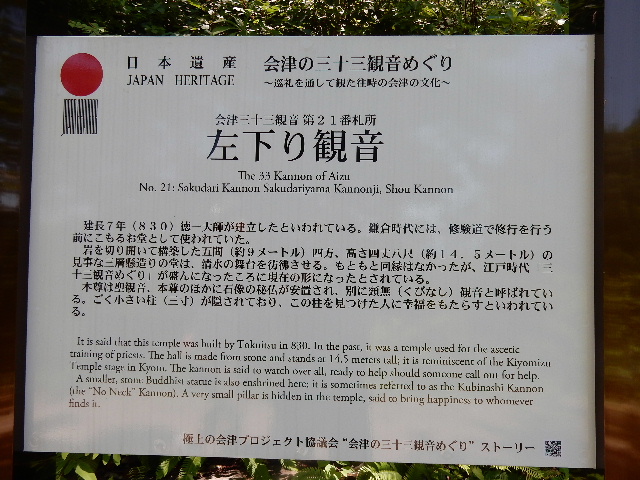 日本遺産
JAPAN HERITAGE
会津の三十三観音めぐり
～巡礼を通して観た往時の会津の文化～
会津三十三観音 第21番札所
左下り観音
The 33 Kannon of Aizu
No. 21: Sakudari Kannon Sakudariyama Kannonji, Shou Kannon
建長7年（830）徳一大師が建立したといわれている。鎌倉時代には、修験道で修行を行う
前にこもるお堂として使われていた。
岩を切り開いて構築した五間（約9メートル）四方、高さ四丈八尺（約14．5メートル）の
見事な三層懸造りの堂は、清水の舞台を彷彿させる。もともと回縁はなかったが、江戸時代「三
十三観音めぐり」が盛んになったころに現在の形になったとされている。
本尊は聖観音、本尊のほかに石像の秘仏が安置され、別に頸無（くびなし）観音と呼ばれてい
る。ごく小さい柱（三寸）が隠されており、この柱を見つけた人に幸福をもたらすといわれてい
る。
It is said that this temple was built by Tokuitsu in 830. In the past, it was a temple used for the ascetic
training of priests. The hall is made from stone and stands at 14.5 meters tall; it is reminiscent of the Kiyomizu
Temple stage in Kyoto. The kannon is said to watch over all, ready to help should someone call out for help.
A smaller, stone Buddhist statue is also enshrined here; it is sometimes referred to as the Kubinashi Kannon
(the "No Neck" Kannon). A very small pillar is hidden in the temple, said to bring happiness to whomever
finds it.
極上の会津プロジェクト協議会 "会津の三十三観音めぐり" ストーリー